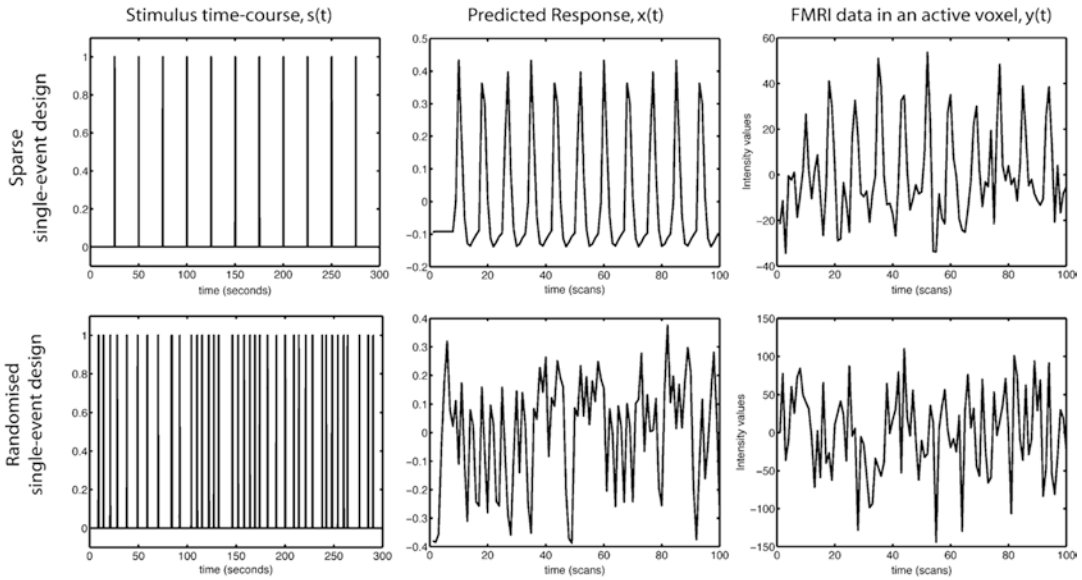 Stimulus time-course, s(t)
Predicted Response, x(t)
FMRI data in an active voxel, y(t)
Sparse
single-event design
1
0.8
0.6
0.4
0.2
0
0 50 100 150 200 250 300
time (seconds)
0.5
0.4
0.3
0.2
0.1
0
−0.1
−0.2
0 20 40 60 80 100
time (scans)
Intensity values
60
40
20
0
−20
−40
0 20 40 60 80 100
time (scans)
Randomised
single-event design
1
0.8
0.6
0.4
0.2
0
0 50 100 150 200 250 300
time (seconds)
0.4
0.3
0.2
0.1
0
−0.1
−0.2
−0.3
−0.4
0 20 40 60 80 100
time (scans)
Intensity values
150
100
50
0
−50
−100
−150
0 20 40 60 80 100
time (scans)